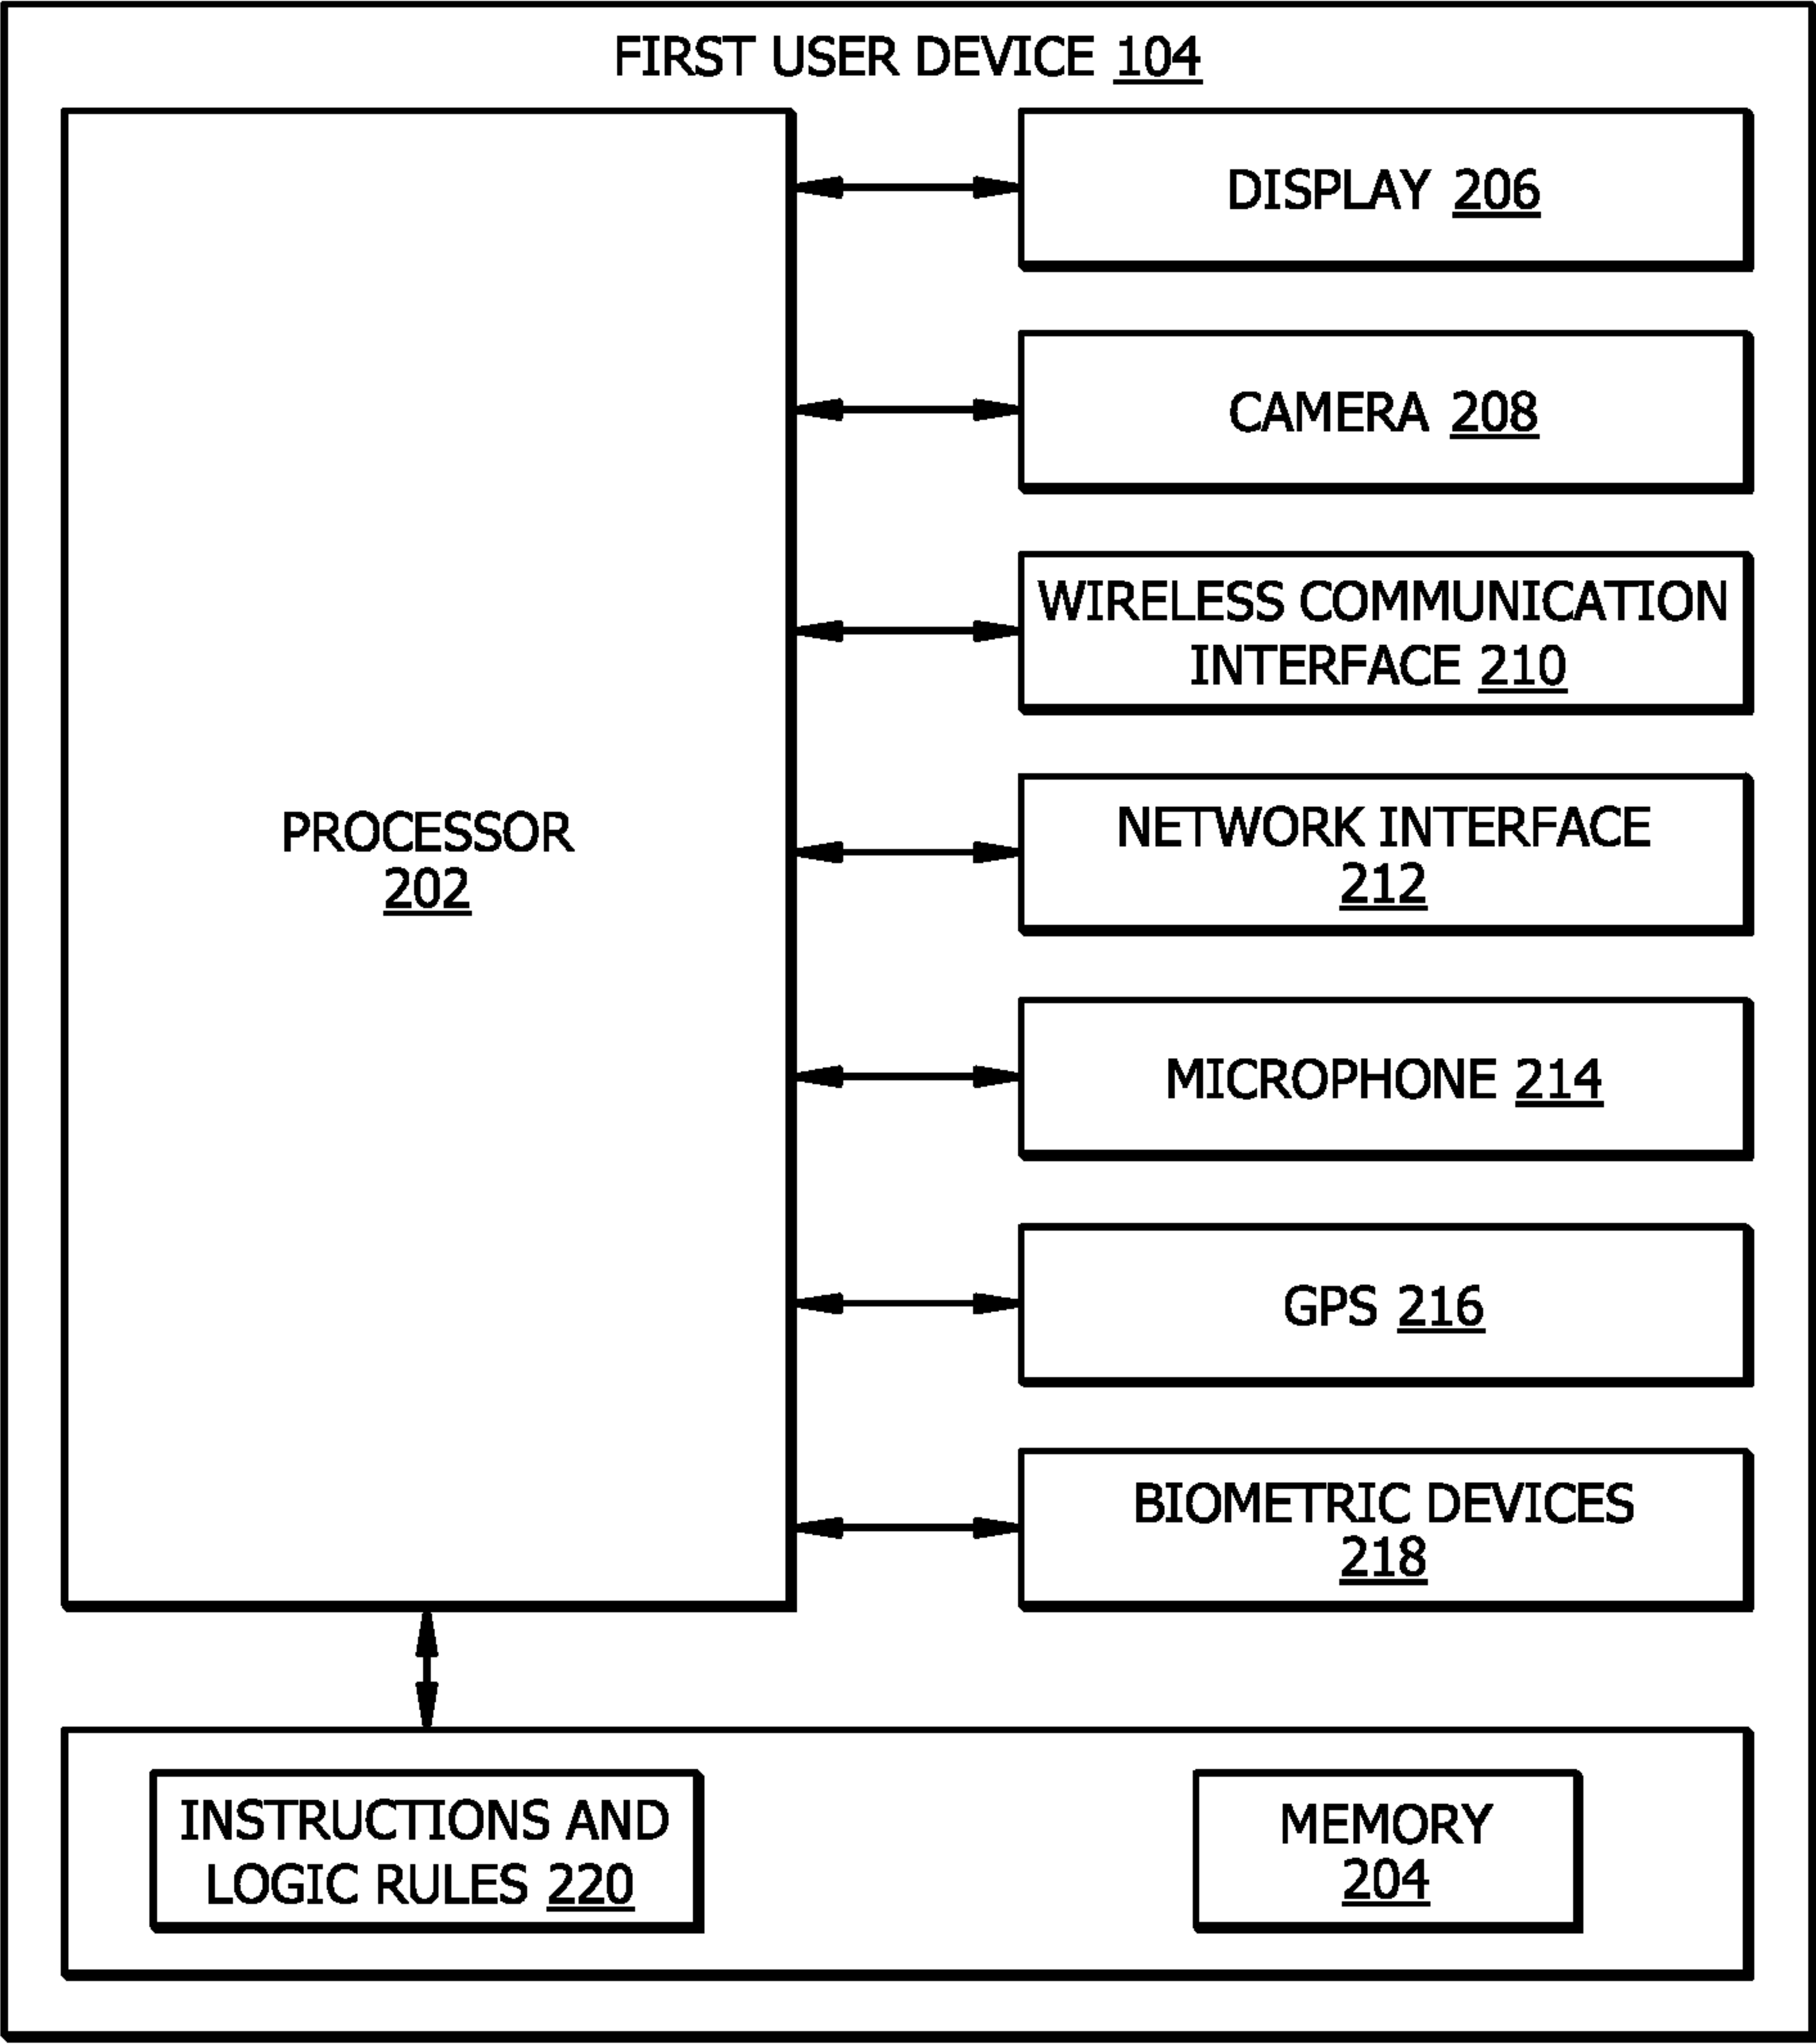 FIRST USER DEVICE 104
DISPLAY 206
CAMERA 208
WIRELESS COMMUNICATION
INTERFACE 210
PROCESSOR
202
NETWORK INTERFACE
212
MICROPHONE 214
GPS 216
BIOMETRIC DEVICES
218
INSTRUCTIONS AND
LOGIC RULES 220
MEMORY
204